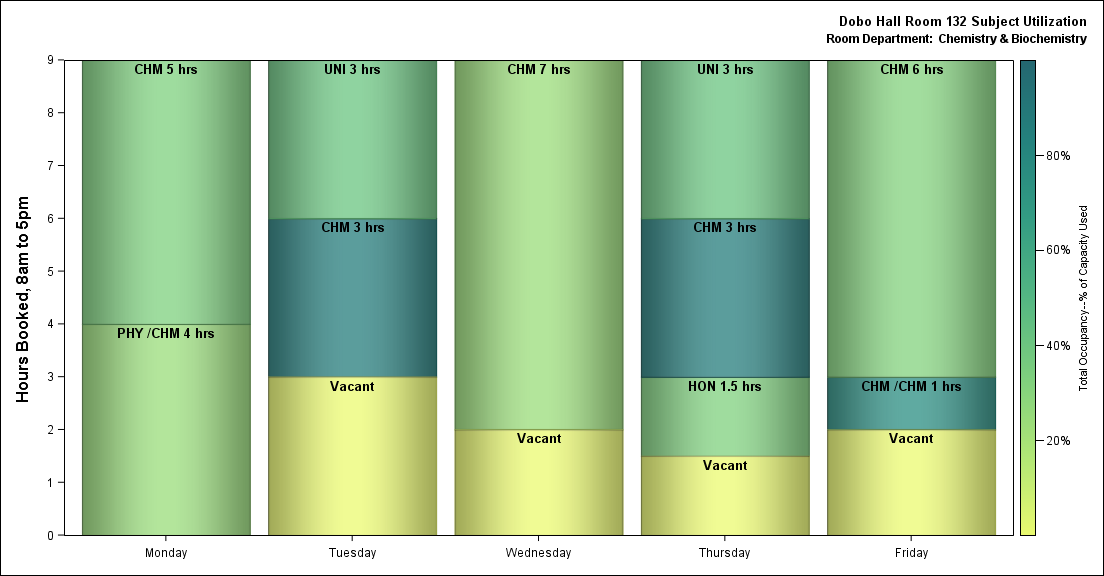 Dobo Hall Room 132 Subject Utilization
Room Department: Chemistry & Biochemistry
Hours Booked, 8am to 5pm
9
8
7
6
5
4
3
2
1
0
CHM 5 hrs
PHY /CHM 4 hrs
UNI 3 hrs
CHM 3 hrs
Vacant
CHM 7 hrs
Vacant
UNI 3 hrs
CHM 3 hrs
HON 1.5 hrs
Vacant
CHM 6 hrs
CHM /CHM 1 hrs
Vacant
Monday
Tuesday
Wednesday
Thursday
Friday
80%
60%
40%
20%
Total Occupancy--% of Capacity Used